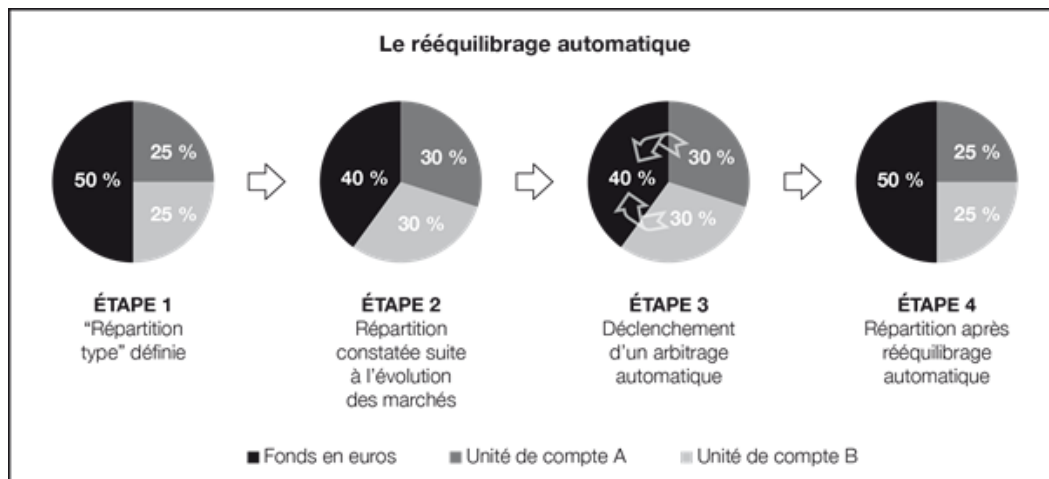 Le rééquilibrage automatique
50 %
25 %
25 %
40 %
30 %
30 %
40 %
30 %
30 %
50 %
25 %
25 %
ÉTAPE 1
“Répartition
type” définie
ÉTAPE 2
Répartition
constatée suite
à l’évolution
des marchés
ÉTAPE 3
Déclenchement
d’un arbitrage
automatique
ÉTAPE 4
Répartition après
rééquilibrage
automatique
Fonds en euros
Unité de compte A
Unité de compte B